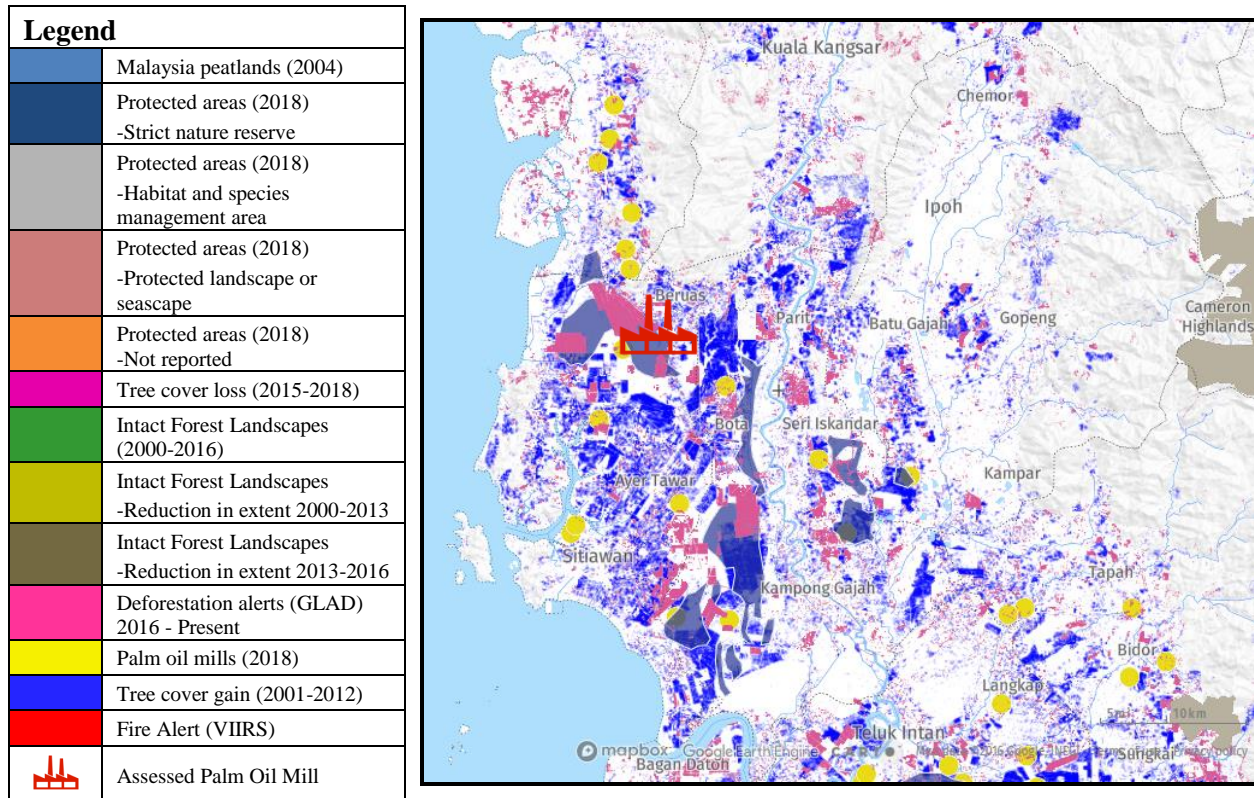 Legend
Malaysia peatlands (2004)
Protected areas (2018)
-Strict nature reserve
Protected areas (2018)
-Habitat and species
management area
Protected areas (2018)
-Protected landscape or
seascape
Protected areas (2018)
-Not reported
Tree cover loss (2015-2018)
Intact Forest Landscapes
(2000-2016)
Intact Forest Landscapes
-Reduction in extent 2000-2013
Intact Forest Landscapes
-Reduction in extent 2013-2016
Deforestation alerts (GLAD)
2016 - Present
Palm oil mills (2018)
Tree cover gain (2001-2012)
Fire Alert (VIIRS)
Assessed Palm Oil Mill
Kuala Kangsar
Chemor
Ipoh
Beruas
Parit
Batu Gajah
Gopeng
Cameron
Highlands
Bota
Seri Iskandar
Kampar
Ayer Tawar
Sitiawan
Kampong Gajah
Tapah
Bidor
Langkap
5mi
10km
Teluk Intan
mapbox
Google Earth Engine
Privacy policy
Bagan Datoh
Sungkai